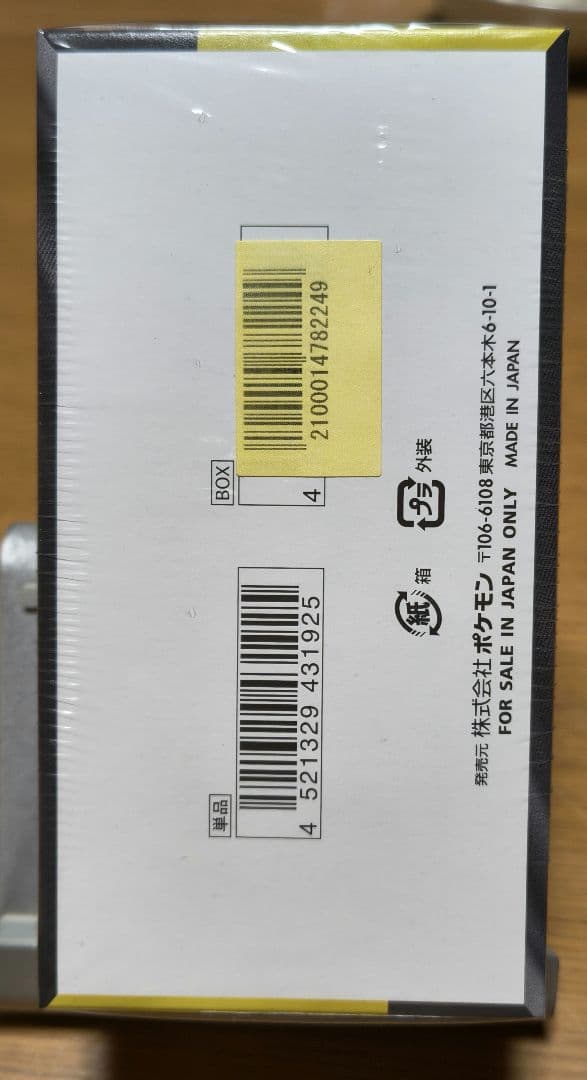 BOX
4
2100014782249
単品
4 521329 431925
紙 箱
プラ 外装
発売元 株式会社ポケモン 〒106-6108 東京都港区六本木6-10-1
FOR SALE IN JAPAN ONLY MADE IN JAPAN